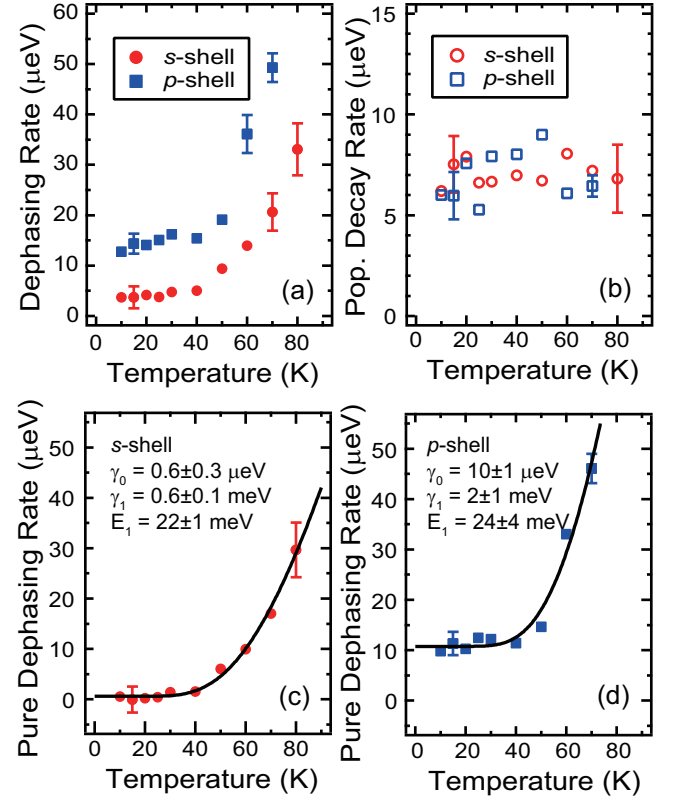 Dephasing Rate (μeV)
60
50
40
30
20
10
0
s-shell
p-shell
(a)
0 20 40 60 80
Temperature (K)
Pop. Decay Rate (μeV)
15
10
5
0
s-shell
p-shell
(b)
0 20 40 60 80
Temperature (K)
Pure Dephasing Rate (μeV)
50
40
30
20
10
0
s-shell
γ₀ = 0.6±0.3 μeV
γ₁ = 0.6±0.1 meV
E₁ = 22±1 meV
(c)
0 20 40 60 80
Temperature (K)
Pure Dephasing Rate (μeV)
50
40
30
20
10
0
p-shell
γ₀ = 10±1 μeV
γ₁ = 2±1 meV
E₁ = 24±4 meV
(d)
0 20 40 60 80
Temperature (K)